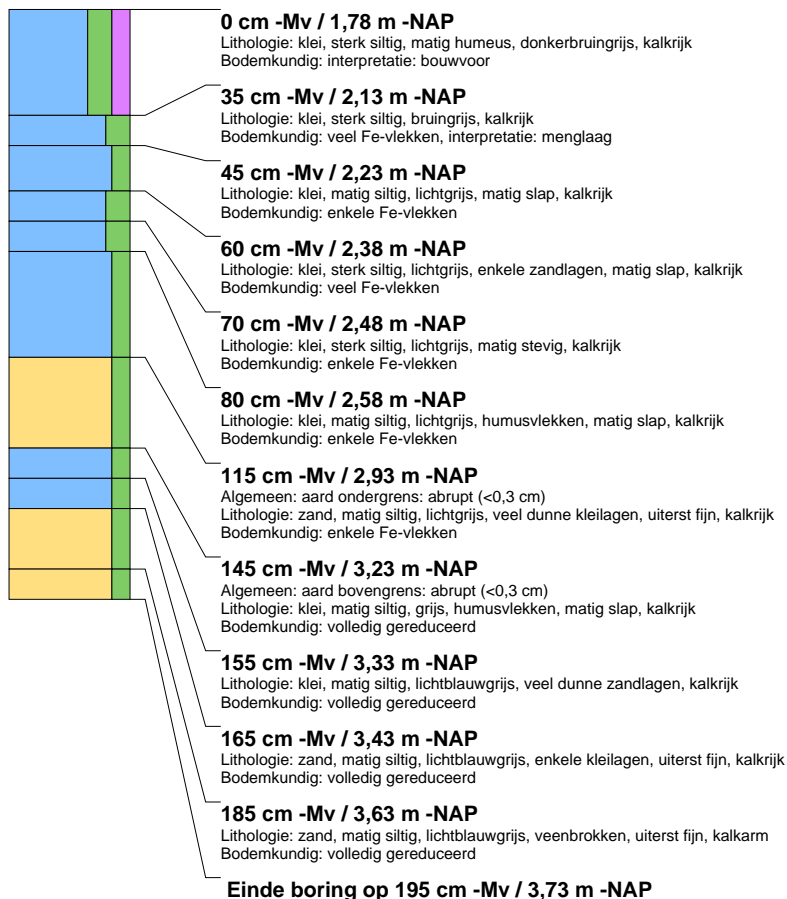 0 cm -Mv / 1,78 m -NAP
Lithologie: klei, sterk siltig, matig humeus, donkerbruingrijs, kalkrijk
Bodemkundig: interpretatie: bouwvoor
35 cm -Mv / 2,13 m -NAP
Lithologie: klei, sterk siltig, bruingrijs, kalkrijk
Bodemkundig: veel Fe-vlekken, interpretatie: menglaag
45 cm -Mv / 2,23 m -NAP
Lithologie: klei, matig siltig, lichtgrijs, matig slap, kalkrijk
Bodemkundig: enkele Fe-vlekken
60 cm -Mv / 2,38 m -NAP
Lithologie: klei, sterk siltig, lichtgrijs, enkele zandlagen, matig slap, kalkrijk
Bodemkundig: veel Fe-vlekken
70 cm -Mv / 2,48 m -NAP
Lithologie: klei, sterk siltig, lichtgrijs, matig stevig, kalkrijk
Bodemkundig: enkele Fe-vlekken
80 cm -Mv / 2,58 m -NAP
Lithologie: klei, matig siltig, lichtgrijs, humusvlekken, matig slap, kalkrijk
Bodemkundig: enkele Fe-vlekken
115 cm -Mv / 2,93 m -NAP
Algemeen: aard ondergrens: abrupt (<0,3 cm)
Lithologie: zand, matig siltig, lichtgrijs, veel dunne kleilagen, uiterst fijn, kalkrijk
Bodemkundig: enkele Fe-vlekken
145 cm -Mv / 3,23 m -NAP
Algemeen: aard bovengrens: abrupt (<0,3 cm)
Lithologie: klei, matig siltig, grijs, humusvlekken, matig slap, kalkrijk
Bodemkundig: volledig gereduceerd
155 cm -Mv / 3,33 m -NAP
Lithologie: klei, matig siltig, lichtblauwgrijs, veel dunne zandlagen, kalkrijk
Bodemkundig: volledig gereduceerd
165 cm -Mv / 3,43 m -NAP
Lithologie: zand, matig siltig, lichtblauwgrijs, enkele kleilagen, uiterst fijn, kalkrijk
Bodemkundig: volledig gereduceerd
185 cm -Mv / 3,63 m -NAP
Lithologie: zand, matig siltig, lichtblauwgrijs, veenbrokken, uiterst fijn, kalkarm
Bodemkundig: volledig gereduceerd
Einde boring op 195 cm -Mv / 3,73 m -NAP